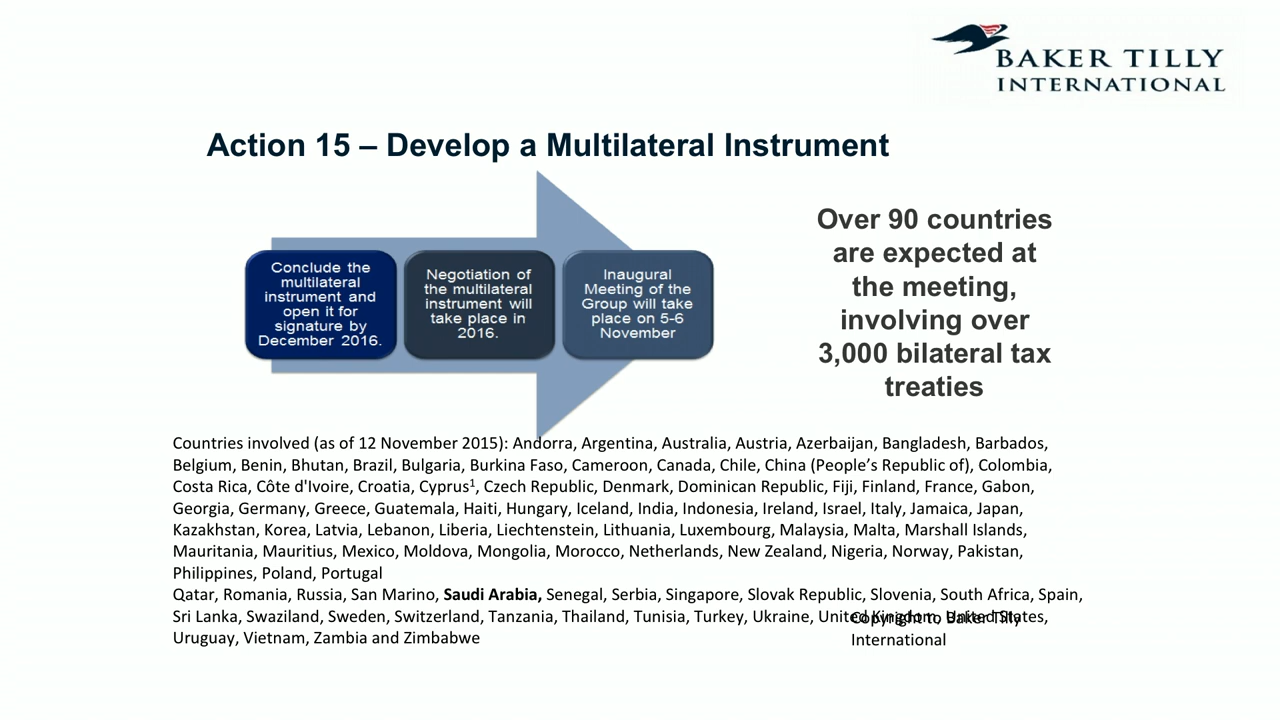 BAKER TILLY
INTERNATIONAL
Action 15 – Develop a Multilateral Instrument
Conclude the
multilateral
instrument and
open it for
signature by
December 2016.
Negotiation of
the multilateral
instrument will
take place in
2016.
Inaugural
Meeting of the
Group will take
place on 5-6
November
Over 90 countries
are expected at
the meeting,
involving over
3,000 bilateral tax
treaties
Countries involved (as of 12 November 2015): Andorra, Argentina, Australia, Austria, Azerbaijan, Bangladesh, Barbados,
Belgium, Benin, Bhutan, Brazil, Bulgaria, Burkina Faso, Cameroon, Canada, Chile, China (People’s Republic of), Colombia,
Costa Rica, Côte d'Ivoire, Croatia, Cyprus¹, Czech Republic, Denmark, Dominican Republic, Fiji, Finland, France, Gabon,
Georgia, Germany, Greece, Guatemala, Haiti, Hungary, Iceland, India, Indonesia, Ireland, Israel, Italy, Jamaica, Japan,
Kazakhstan, Korea, Latvia, Lebanon, Liberia, Liechtenstein, Lithuania, Luxembourg, Malaysia, Malta, Marshall Islands,
Mauritania, Mauritius, Mexico, Moldova, Mongolia, Morocco, Netherlands, New Zealand, Nigeria, Norway, Pakistan,
Philippines, Poland, Portugal
Qatar, Romania, Russia, San Marino, Saudi Arabia, Senegal, Serbia, Singapore, Slovak Republic, Slovenia, South Africa, Spain,
Sri Lanka, Swaziland, Sweden, Switzerland, Tanzania, Thailand, Tunisia, Turkey, Ukraine, United Kingdom, United States,
Uruguay, Vietnam, Zambia and Zimbabwe
Copyright to Baker Tilly
International